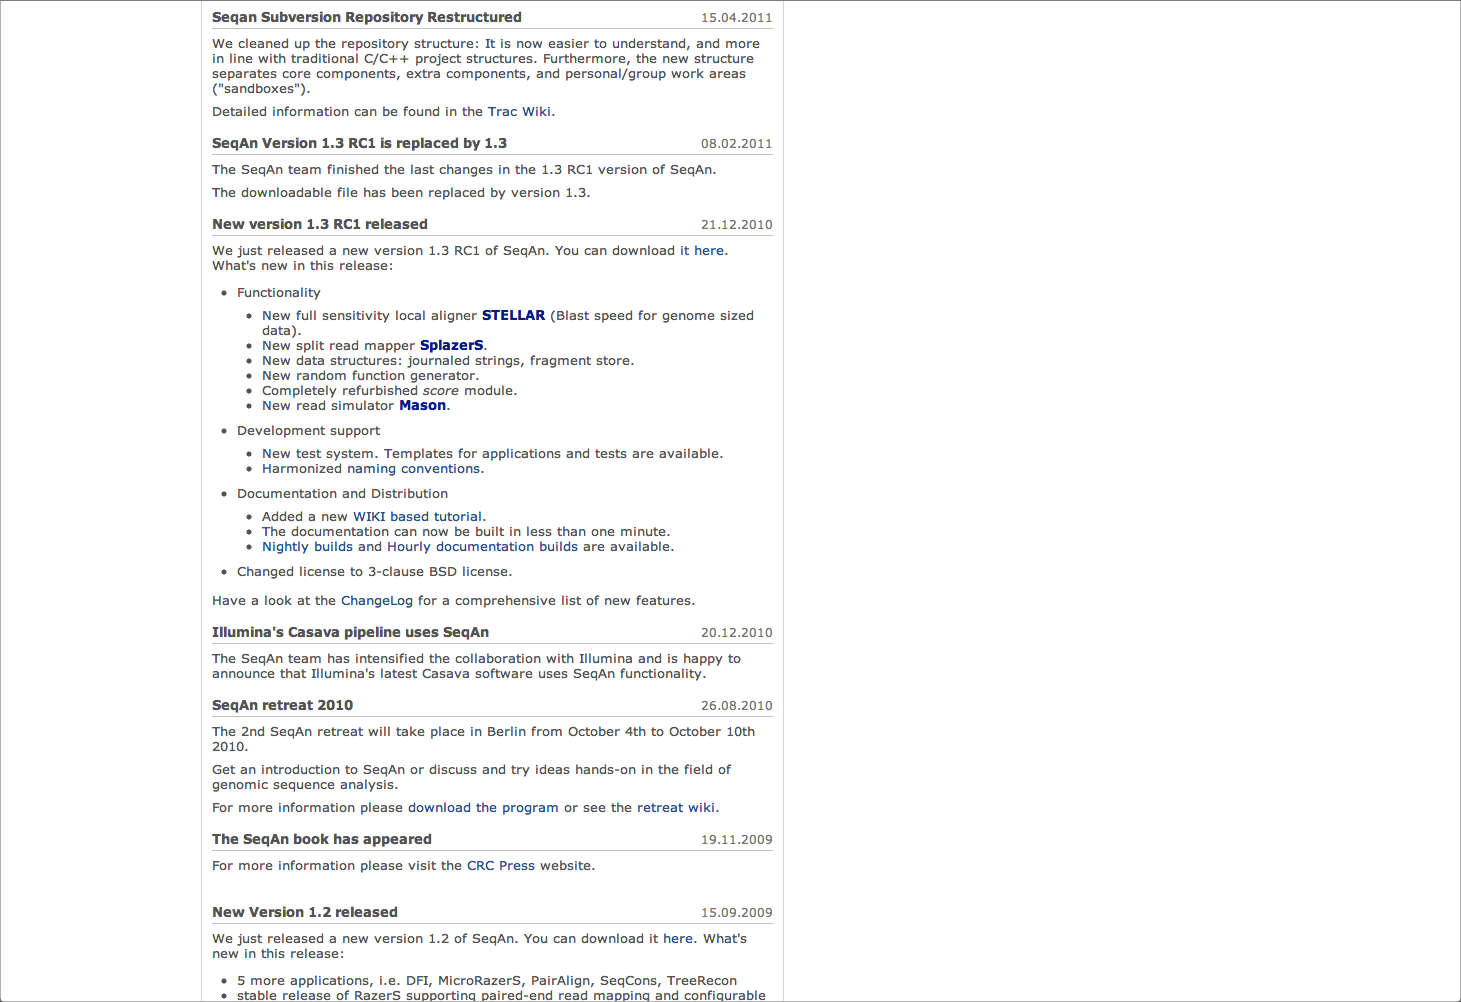 Seqan Subversion Repository Restructured 15.04.2011
We cleaned up the repository structure: It is now easier to understand, and more
in line with traditional C/C++ project structures. Furthermore, the new structure
separates core components, extra components, and personal/group work areas
("sandboxes").
Detailed information can be found in the Trac Wiki.
SeqAn Version 1.3 RC1 is replaced by 1.3 08.02.2011
The SeqAn team finished the last changes in the 1.3 RC1 version of SeqAn.
The downloadable file has been replaced by version 1.3.
New version 1.3 RC1 released 21.12.2010
We just released a new version 1.3 RC1 of SeqAn. You can download it here.
What's new in this release:
• Functionality
• New full sensitivity local aligner STELLAR (Blast speed for genome sized
data).
• New split read mapper SplazerS.
• New data structures: journaled strings, fragment store.
• New random function generator.
• Completely refurbished score module.
• New read simulator Mason.
• Development support
• New test system. Templates for applications and tests are available.
• Harmonized naming conventions.
• Documentation and Distribution
• Added a new WIKI based tutorial.
• The documentation can now be built in less than one minute.
• Nightly builds and Hourly documentation builds are available.
• Changed license to 3-clause BSD license.
Have a look at the ChangeLog for a comprehensive list of new features.
Illumina's Casava pipeline uses SeqAn 20.12.2010
The SeqAn team has intensified the collaboration with Illumina and is happy to
announce that Illumina's latest Casava software uses SeqAn functionality.
SeqAn retreat 2010 26.08.2010
The 2nd SeqAn retreat will take place in Berlin from October 4th to October 10th
2010.
Get an introduction to SeqAn or discuss and try ideas hands-on in the field of
genomic sequence analysis.
For more information please download the program or see the retreat wiki.
The SeqAn book has appeared 19.11.2009
For more information please visit the CRC Press website.
New Version 1.2 released 15.09.2009
We just released a new version 1.2 of SeqAn. You can download it here. What's
new in this release:
• 5 more applications, i.e. DFI, MicroRazerS, PairAlign, SeqCons, TreeRecon
• stable release of RazerS supporting paired-end read mapping and configurable